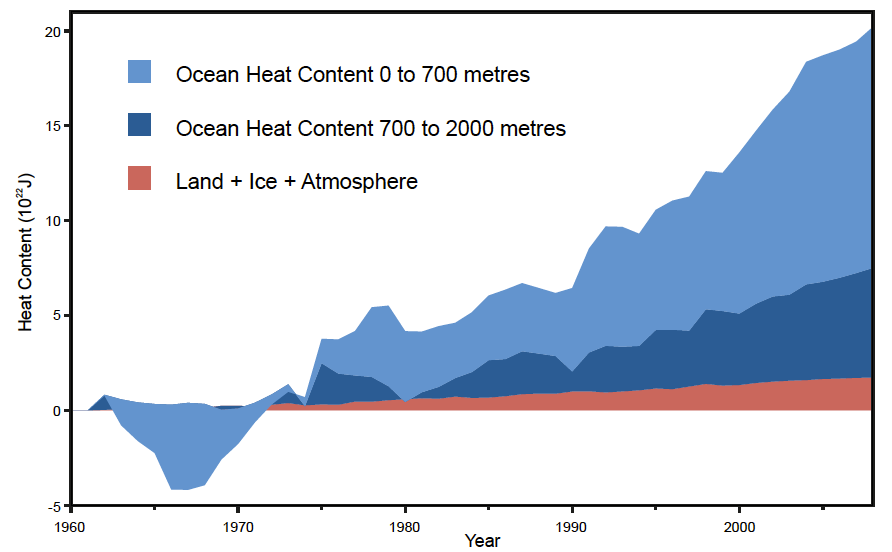 20
15
10
5
0
-5
Heat Content (10²²J)
Ocean Heat Content 0 to 700 metres
Ocean Heat Content 700 to 2000 metres
Land + Ice + Atmosphere
1960 1970 1980 1990 2000
Year